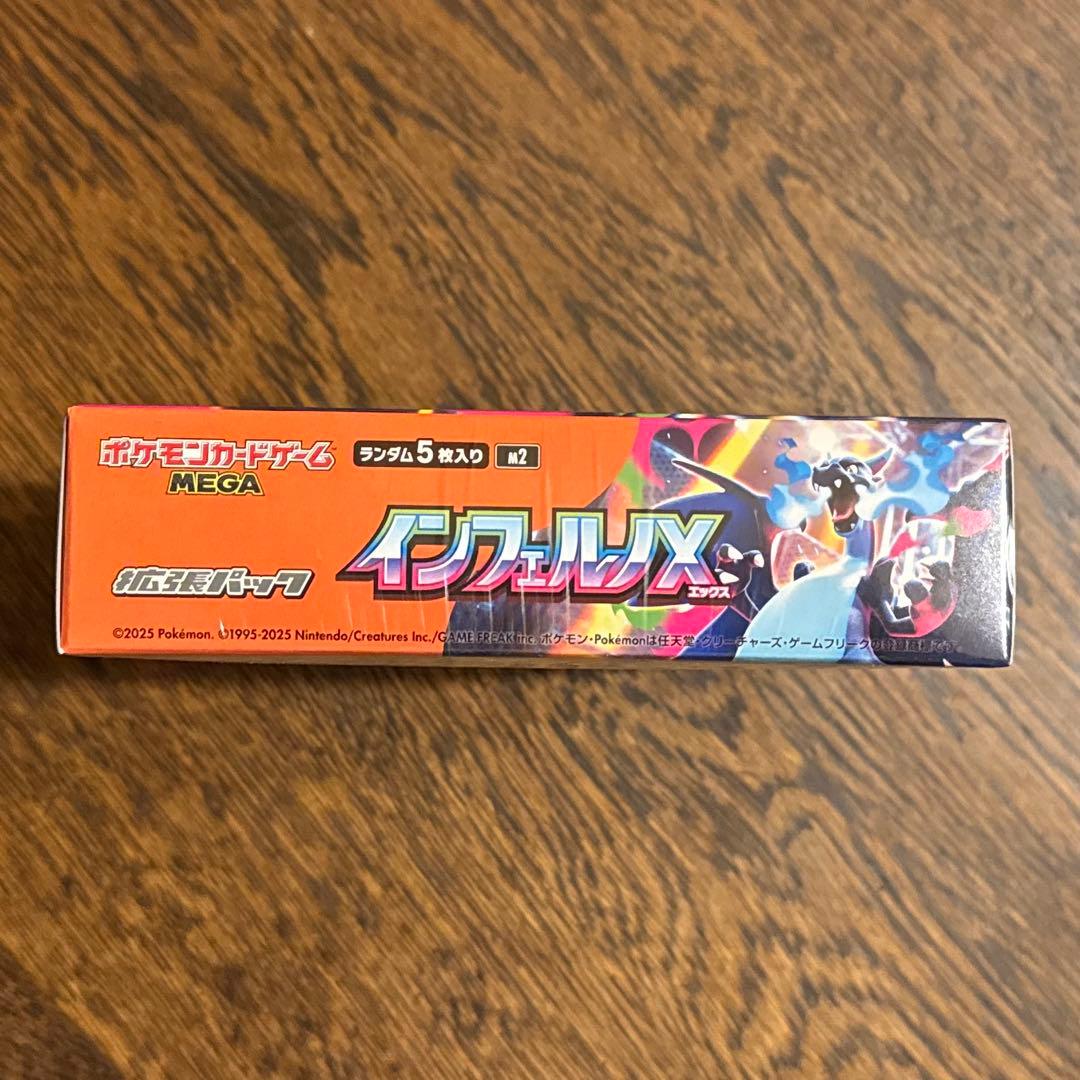 ポケモンカードゲーム
MEGA
ランダム5枚入り
M2
拡張パック
インフェルノX
エックス
©2025 Pokémon. ©1995-2025 Nintendo/Creatures Inc./GAME FREAK inc. ポケモン・Pokémonは任天堂・クリーチャーズ・ゲームフリークの登録商標です。